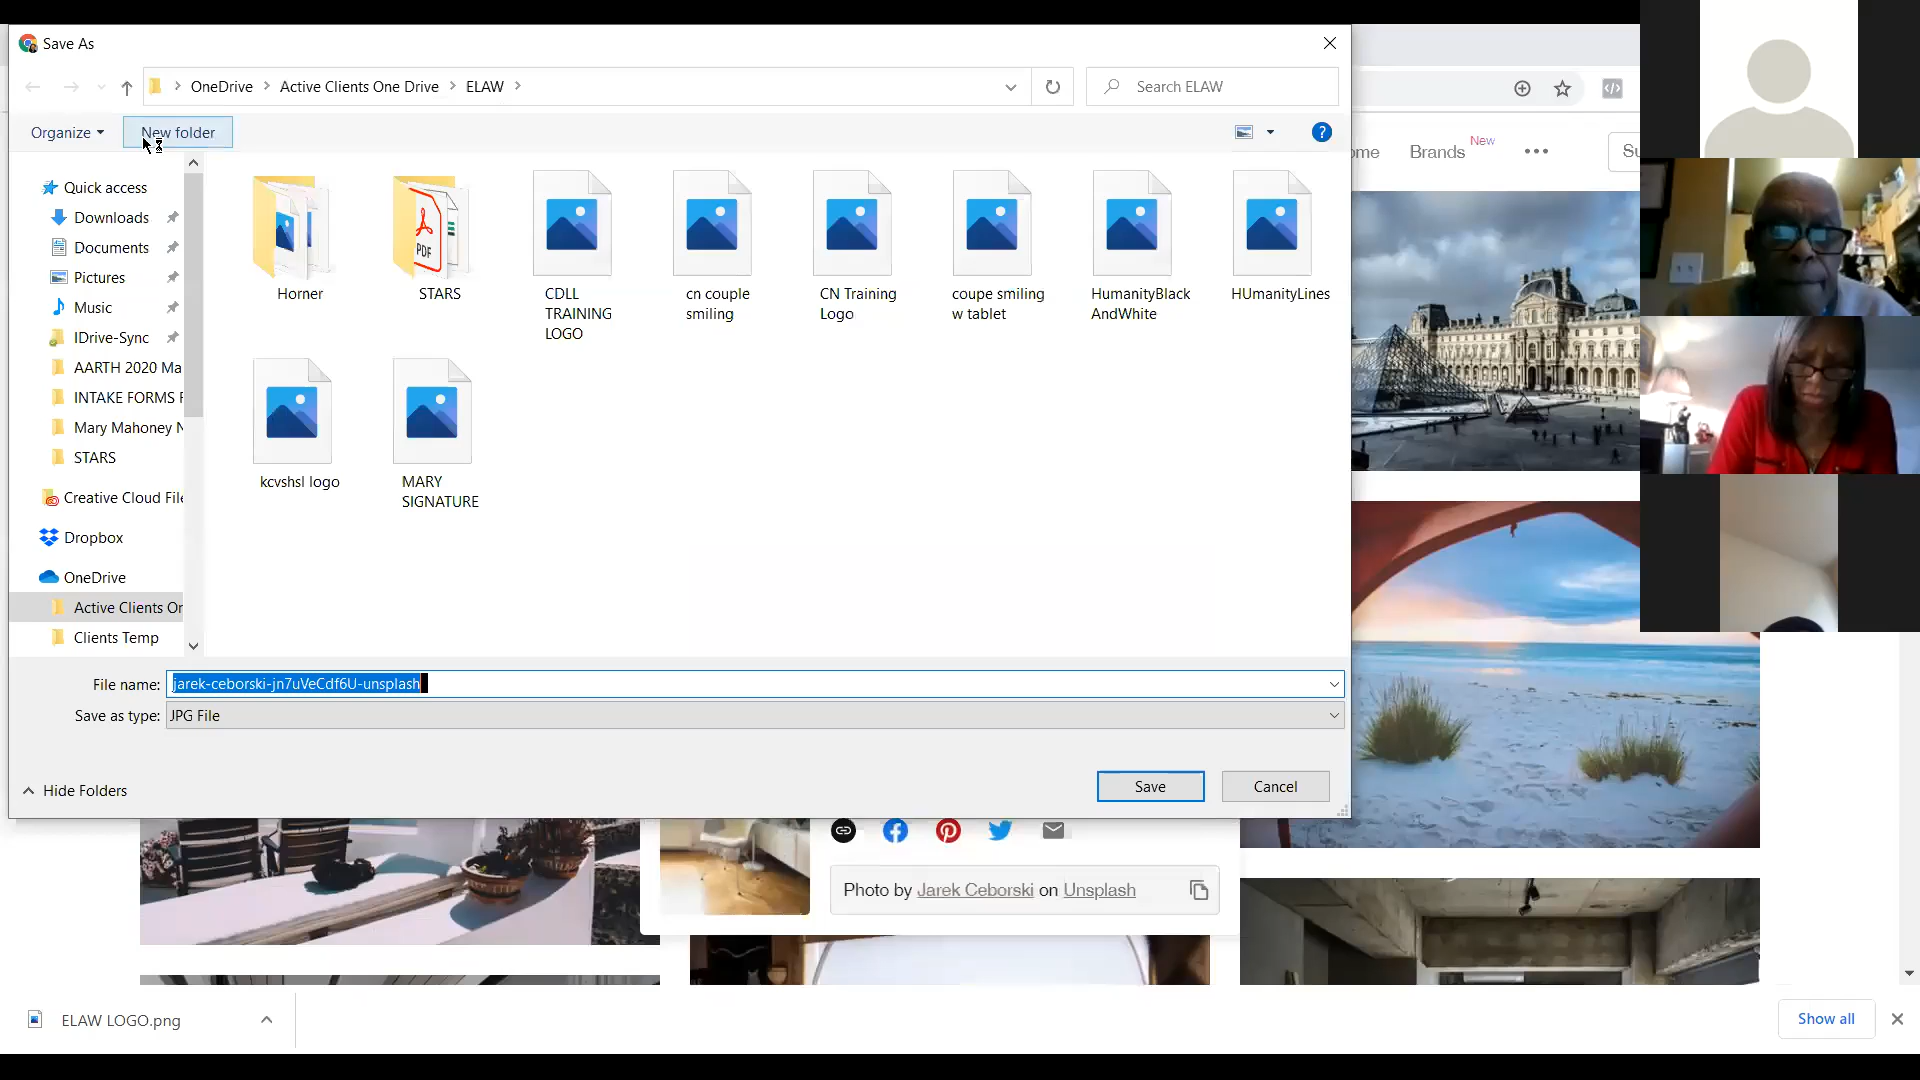 Save As
OneDrive
Active Clients One Drive
ELAW
Search ELAW
Organize
New folder
?
Quick access
Downloads
Documents
Pictures
Music
IDrive-Sync
AARTH 2020 Ma
INTAKE FORMS F
Mary Mahoney N
STARS
Creative Cloud File
Dropbox
OneDrive
Active Clients On
Clients Temp
Horner
PDF
STARS
CDLL
TRAINING
LOGO
cn couple
smiling
CN Training
Logo
coupe smiling
w tablet
HumanityBlack
AndWhite
HUmanityLines
kcvshsl logo
MARY
SIGNATURE
File name: jarek-ceborski-jn7uVeCdf6U-unsplash
Save as type: JPG File
Hide Folders
Save
Cancel
ome
Brands
New
Su
Photo by Jarek Ceborski on Unsplash
ELAW LOGO.png
Show all